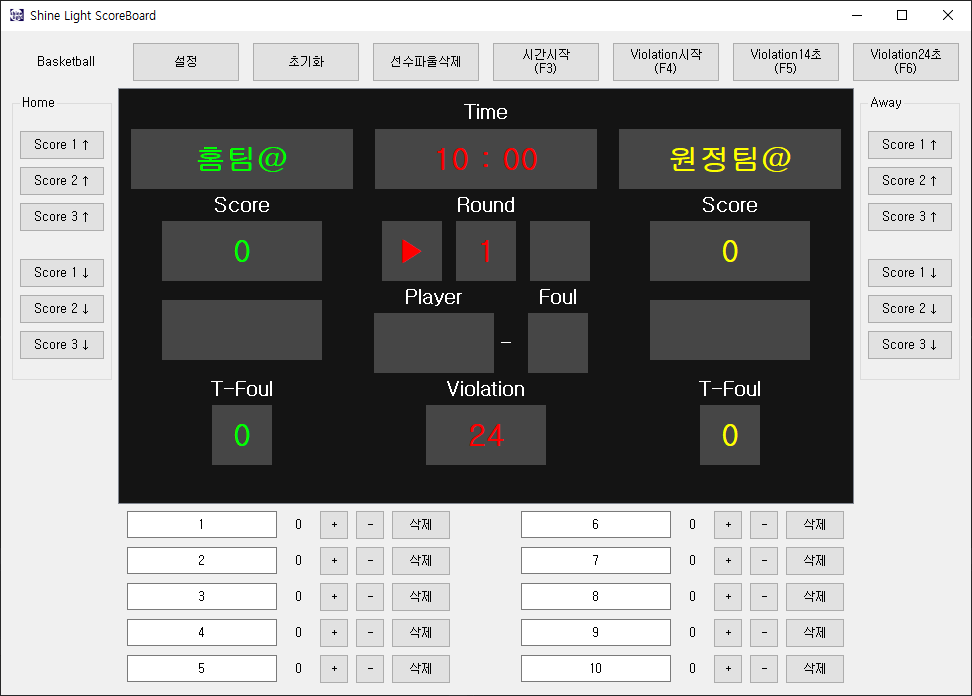 Shine Light ScoreBoard
Basketball
설정
초기화
선수파울삭제
시간시작
(F3)
Violation시작
(F4)
Violation14초
(F5)
Violation24초
(F6)
Home
Score 1 ↑
Score 2 ↑
Score 3 ↑
Score 1 ↓
Score 2 ↓
Score 3 ↓
Time
홈팀@
10 : 00
원정팀@
Score
Round
Score
0
▶
1
0
Player
Foul
–
T-Foul
Violation
T-Foul
0
24
0
Away
Score 1 ↑
Score 2 ↑
Score 3 ↑
Score 1 ↓
Score 2 ↓
Score 3 ↓
1 0 + - 삭제
6 0 + - 삭제
2 0 + - 삭제
7 0 + - 삭제
3 0 + - 삭제
8 0 + - 삭제
4 0 + - 삭제
9 0 + - 삭제
5 0 + - 삭제
10 0 + - 삭제